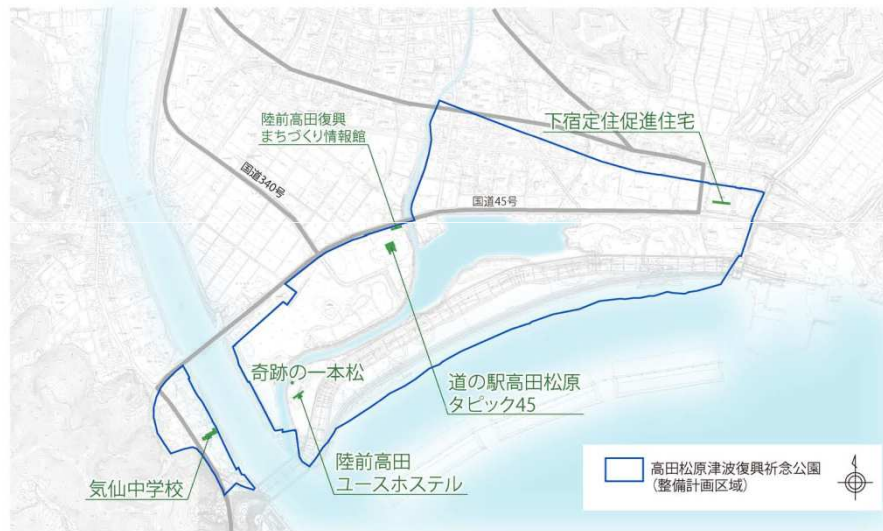 陸前高田復興
まちづくり情報館
下宿定住促進住宅
国道340号
国道45号
奇跡の一本松
道の駅高田松原
タピック45
陸前高田
ユースホステル
気仙中学校
高田松原津波復興祈念公園
(整備計画区域)